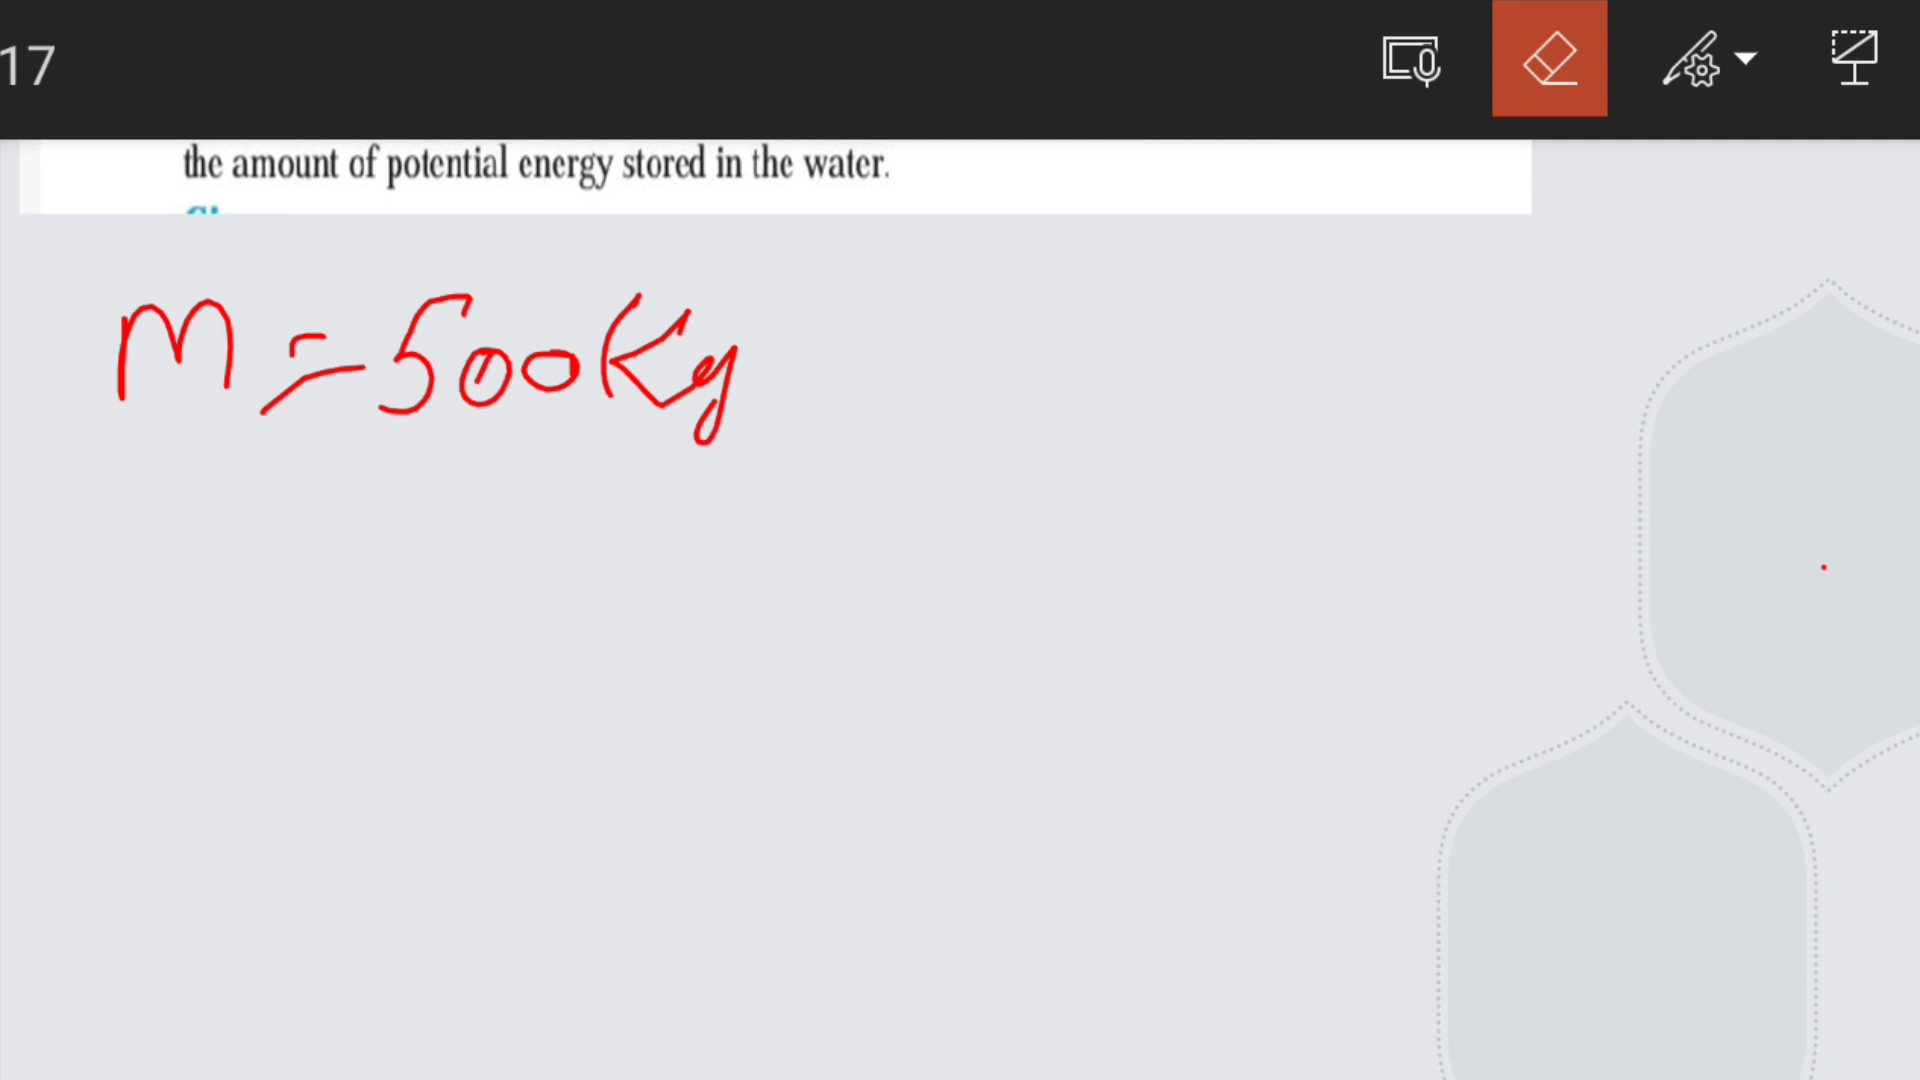 17
the amount of potential energy stored in the water.
m = 500 Kg